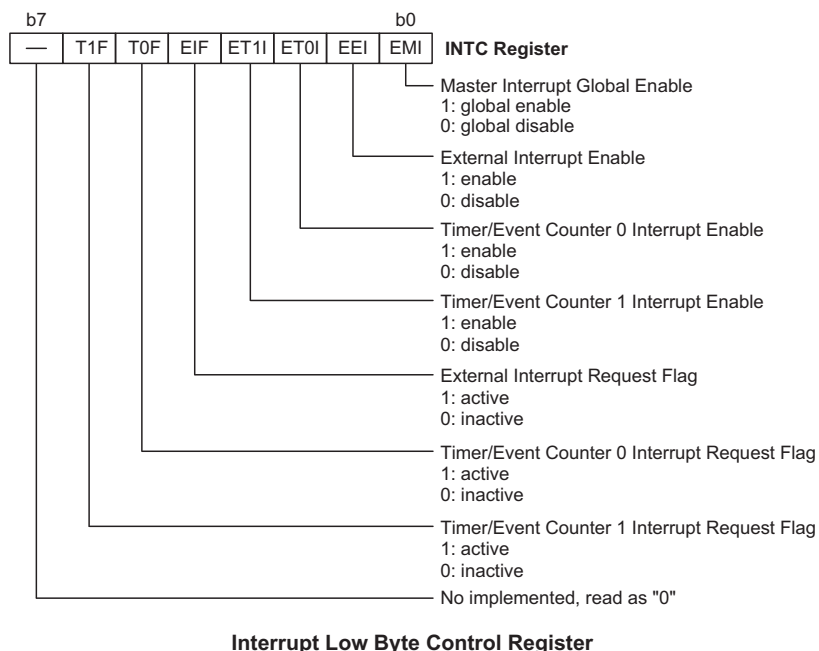 b7 b0
— T1F T0F EIF ET1I ET0I EEI EMI INTC Register
Master Interrupt Global Enable
1: global enable
0: global disable
External Interrupt Enable
1: enable
0: disable
Timer/Event Counter 0 Interrupt Enable
1: enable
0: disable
Timer/Event Counter 1 Interrupt Enable
1: enable
0: disable
External Interrupt Request Flag
1: active
0: inactive
Timer/Event Counter 0 Interrupt Request Flag
1: active
0: inactive
Timer/Event Counter 1 Interrupt Request Flag
1: active
0: inactive
No implemented, read as "0"
Interrupt Low Byte Control Register